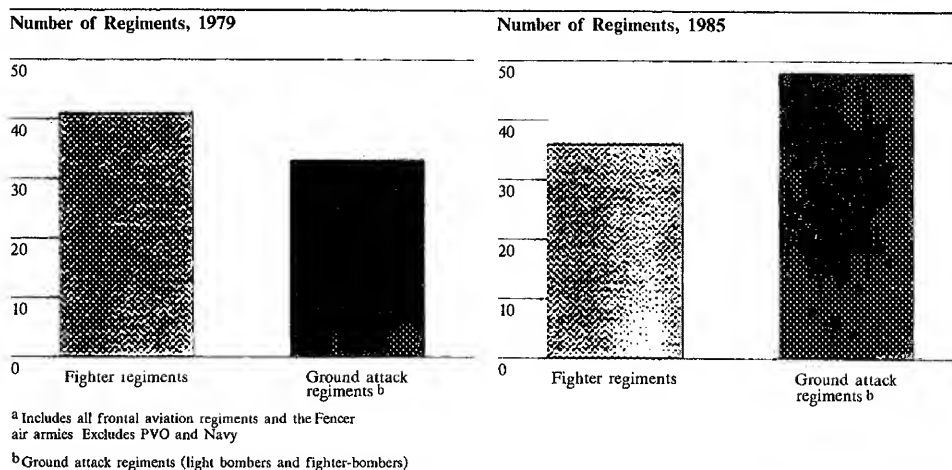 Number of Regiments, 1979
50
40
30
20
10
0
Fighter regiments
Ground attack
regiments b
Number of Regiments, 1985
50
40
30
20
10
0
Fighter regiments
Ground attack
regiments b
a Includes all frontal aviation regiments and the Fencer
air armies Excludes PVO and Navy
b Ground attack regiments (light bombers and fighter-bombers)